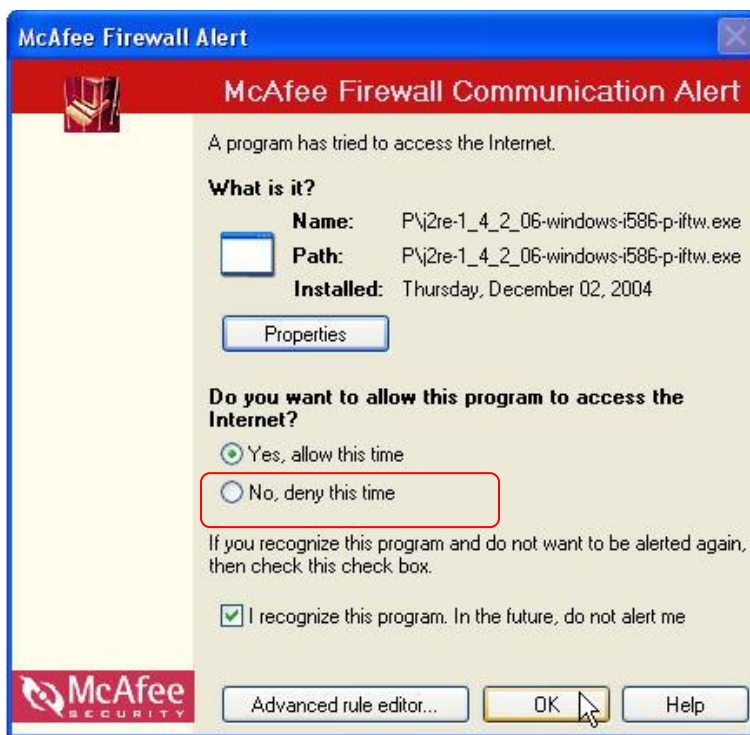 McAfee Firewall Alert
McAfee Firewall Communication Alert
A program has tried to access the Internet.
What is it?
Name: P\j2re-1_4_2_06-windows-i586-p-iftw.exe
Path: P\j2re-1_4_2_06-windows-i586-p-iftw.exe
Installed: Thursday, December 02, 2004
Properties
Do you want to allow this program to access the
Internet?
Yes, allow this time
No, deny this time
If you recognize this program and do not want to be alerted again,
then check this check box.
I recognize this program. In the future, do not alert me
McAfee
SECURITY
Advanced rule editor... OK Help